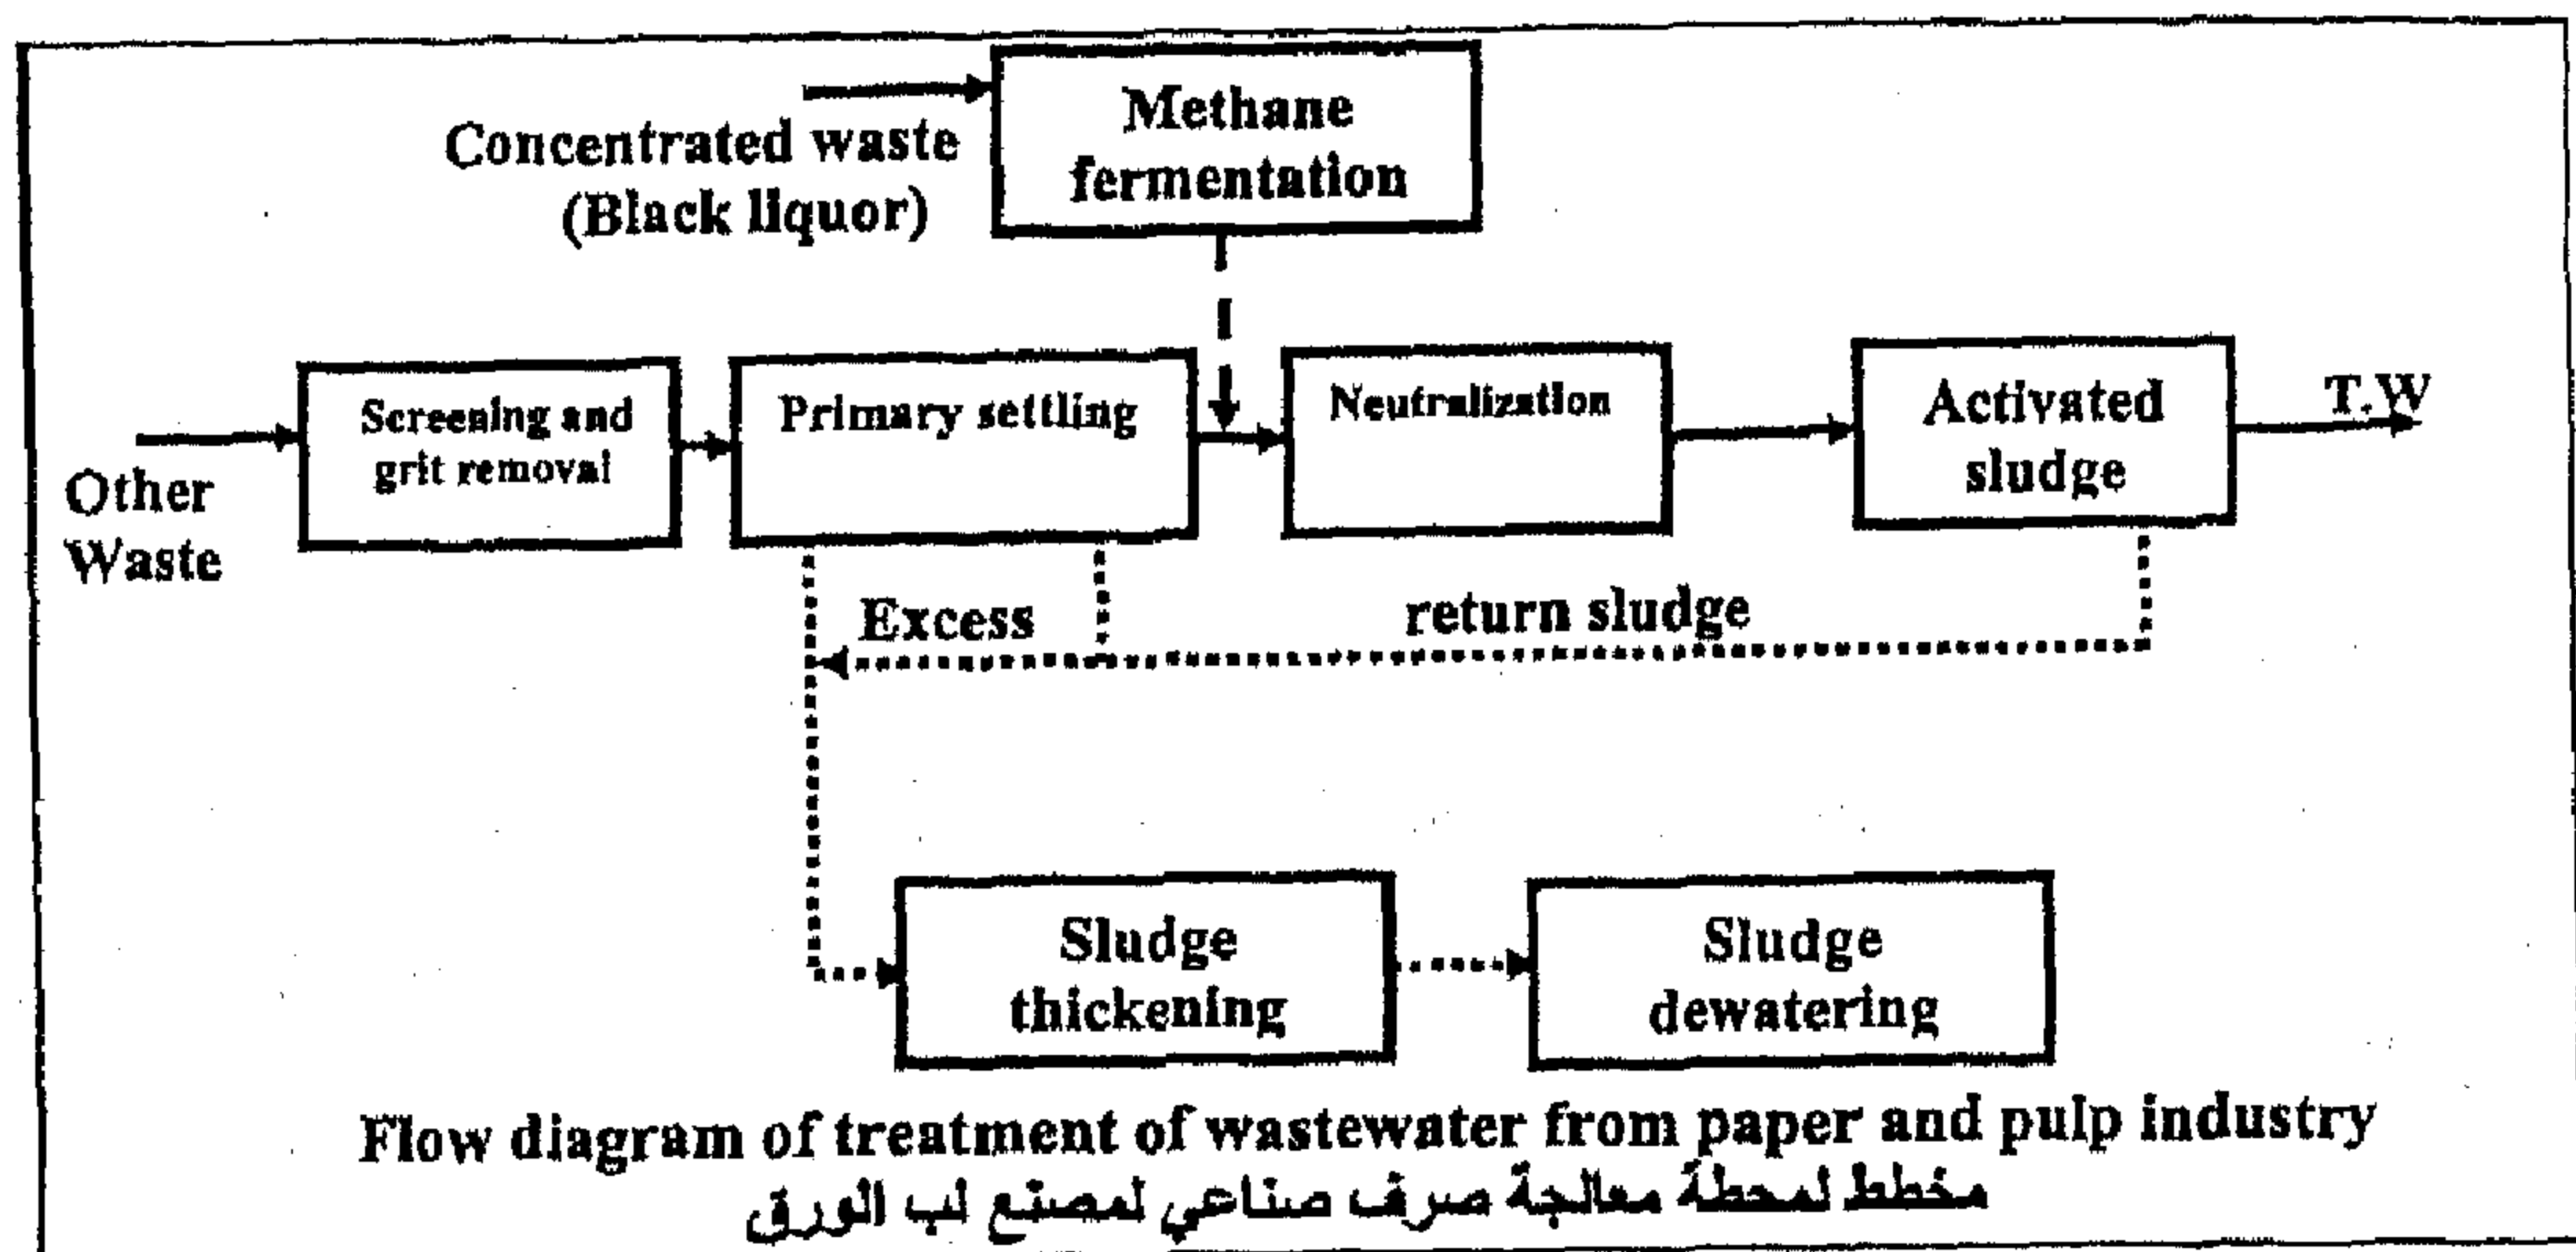 Methane
fermentation
Concentrated waste
(Black liquor)
Other
Waste
Screening and
grit removal
Primary settling
Neutralization
Activated
sludge
T.W
Excess
return sludge
Sludge
thickening
Sludge
dewatering
Flow diagram of treatment of wastewater from paper and pulp industry
مخطط لمحطة معالجة صرف صناعي لمصنع لب الورق